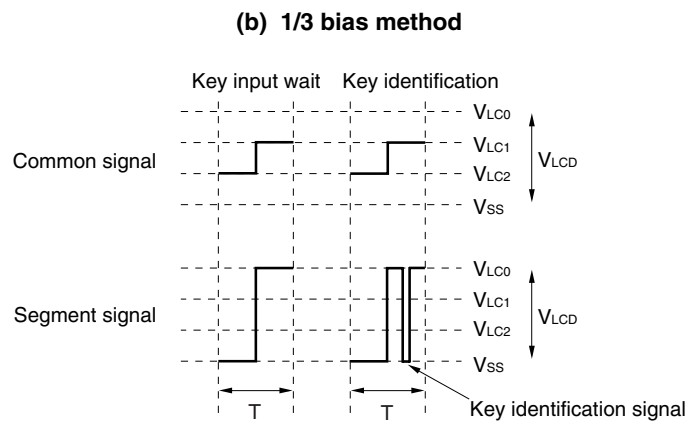 (b) 1/3 bias method
Key input wait Key identification
VLC0
Common signal
VLC1
VLCD
VLC2
VSS
VLC0
VLC1
Segment signal
VLCD
VLC2
VSS
T T
Key identification signal